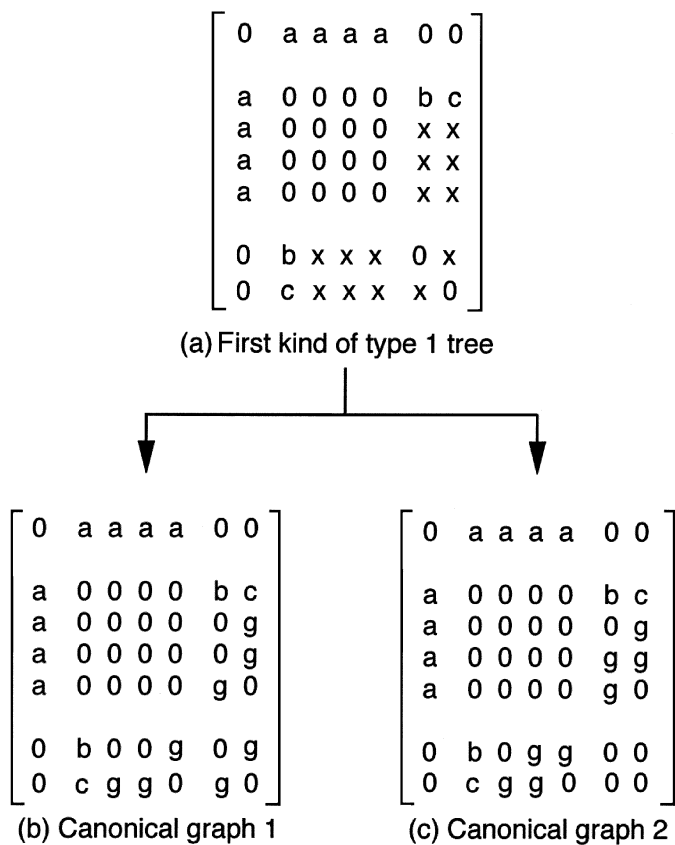 0 a a a a 0 0
a 0 0 0 0 b c
a 0 0 0 0 x x
a 0 0 0 0 x x
a 0 0 0 0 x x
0 b x x x 0 x
0 c x x x x 0
(a) First kind of type 1 tree
0 a a a a 0 0
a 0 0 0 0 b c
a 0 0 0 0 0 g
a 0 0 0 0 0 g
a 0 0 0 0 g 0
0 b 0 0 g 0 g
0 c g g 0 g 0
(b) Canonical graph 1
0 a a a a 0 0
a 0 0 0 0 b c
a 0 0 0 0 0 g
a 0 0 0 0 g g
a 0 0 0 0 g 0
0 b 0 g g 0 0
0 c g g 0 0 0
(c) Canonical graph 2